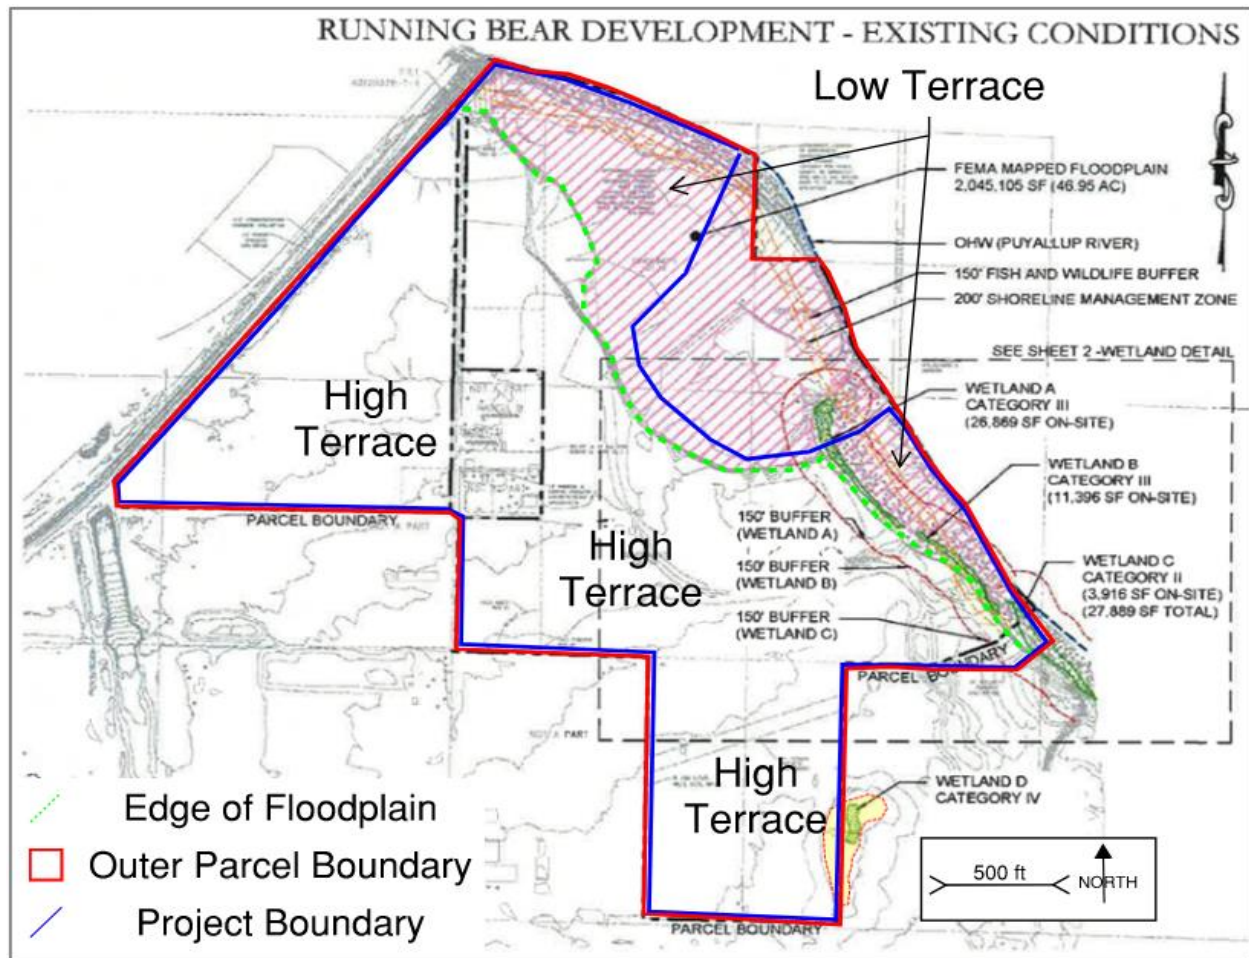 RUNNING BEAR DEVELOPMENT - EXISTING CONDITIONS
Low Terrace
FEMA MAPPED FLOODPLAIN
2,045,105 SF (46.95 AC)
OHW (PUYALLUP RIVER)
150' FISH AND WILDLIFE BUFFER
200' SHORELINE MANAGEMENT ZONE
SEE SHEET 2 -WETLAND DETAIL
WETLAND A
CATEGORY III
(26,869 SF ON-SITE)
High
Terrace
WETLAND B
CATEGORY III
(11,396 SF ON-SITE)
PARCEL BOUNDARY
150' BUFFER
(WETLAND A)
High
Terrace
150' BUFFER
(WETLAND B)
WETLAND C
CATEGORY II
(3,916 SF ON-SITE)
(27,889 SF TOTAL)
150' BUFFER
(WETLAND C)
PARCEL BOUNDARY
NOT A PART
High
Terrace
WETLAND D
CATEGORY IV
Edge of Floodplain
Outer Parcel Boundary
Project Boundary
500 ft
NORTH
PARCEL BOUNDARY